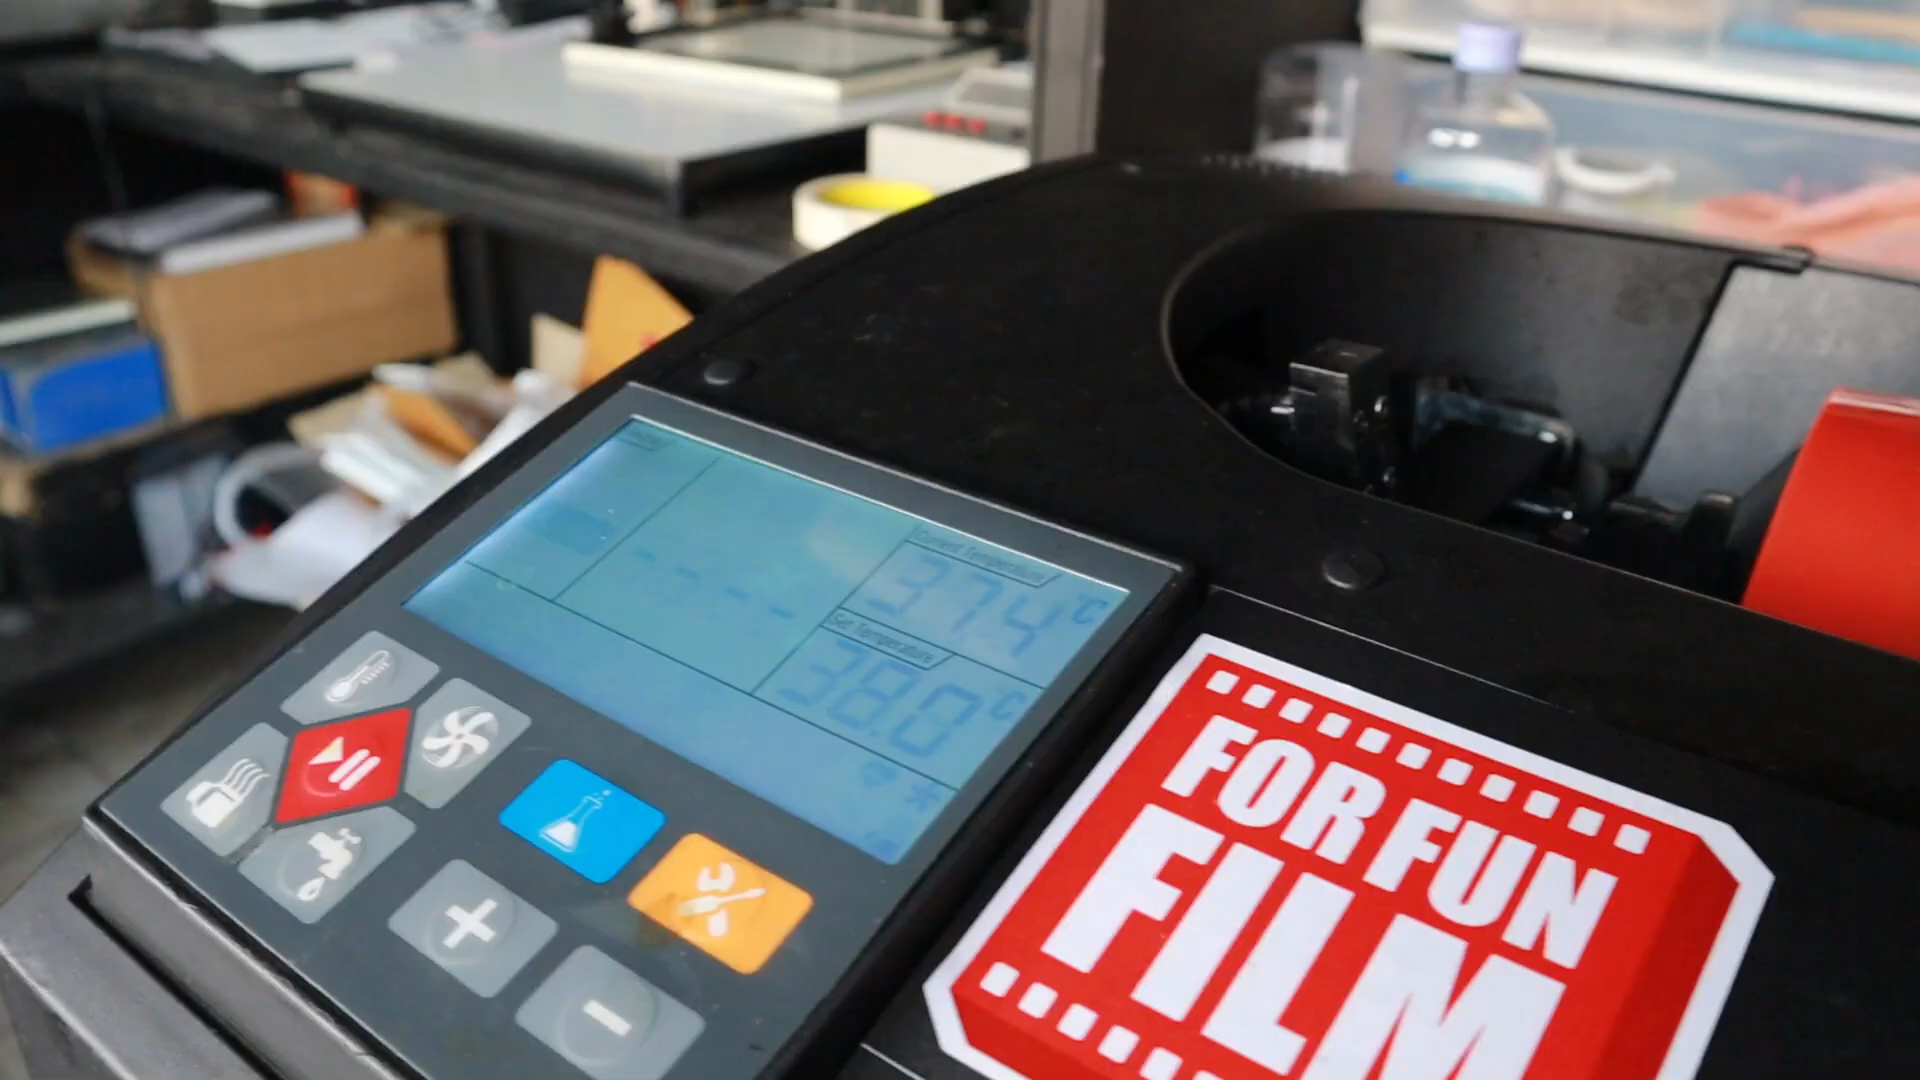 Current Temperature
37.4 °C
Set Temperature
38.0 °C
FOR FUN
FILM